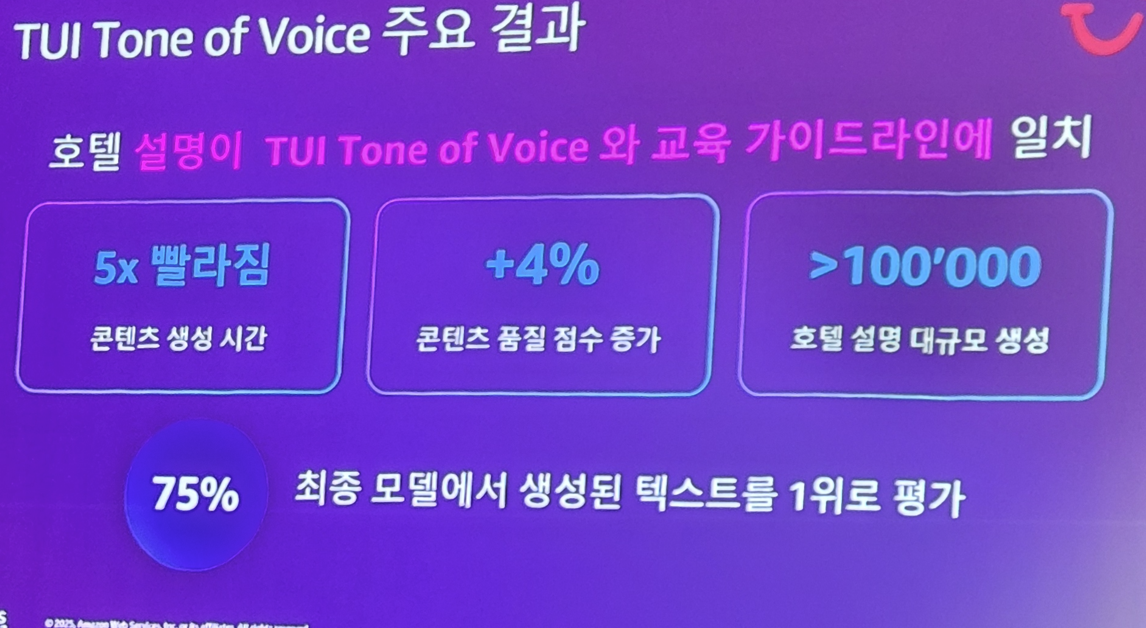 TUI Tone of Voice 주요 결과
호텔 설명이 TUI Tone of Voice 와 교육 가이드라인에 일치
5x 빨라짐
콘텐츠 생성 시간
+4%
콘텐츠 품질 점수 증가
>100’000
호텔 설명 대규모 생성
75%
최종 모델에서 생성된 텍스트를 1위로 평가
© 2025, Amazon Web Services, Inc. or its affiliates. All rights reserved.